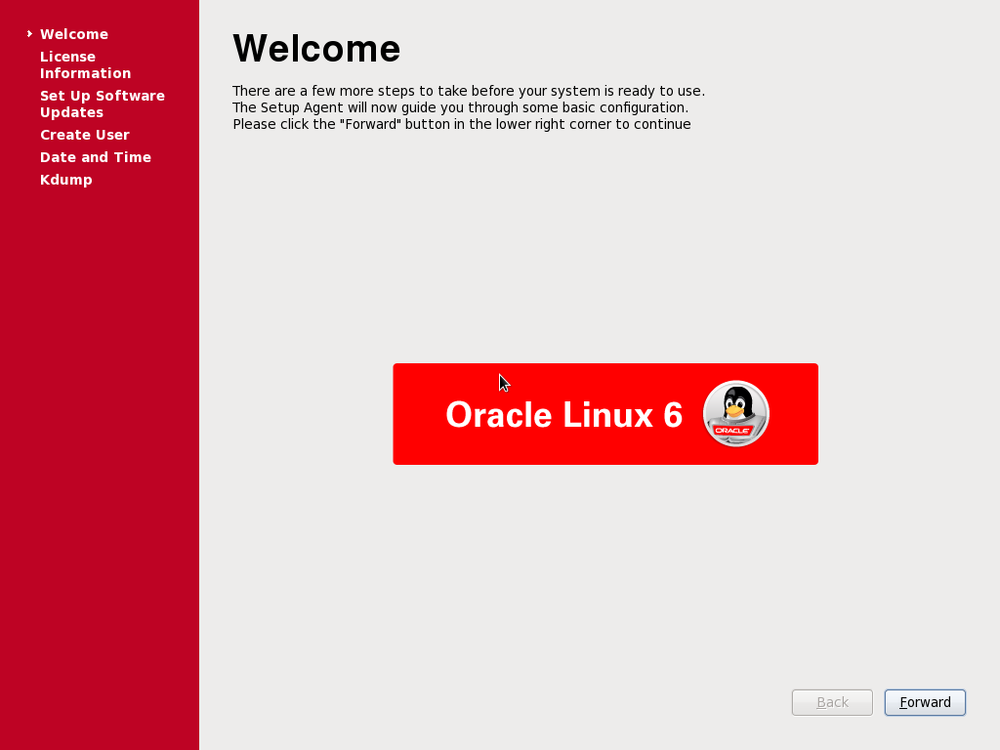 Welcome
License
Information
Set Up Software
Updates
Create User
Date and Time
Kdump
Welcome
There are a few more steps to take before your system is ready to use.
The Setup Agent will now guide you through some basic configuration.
Please click the "Forward" button in the lower right corner to continue
Oracle Linux 6
ORACLE
Back
Forward